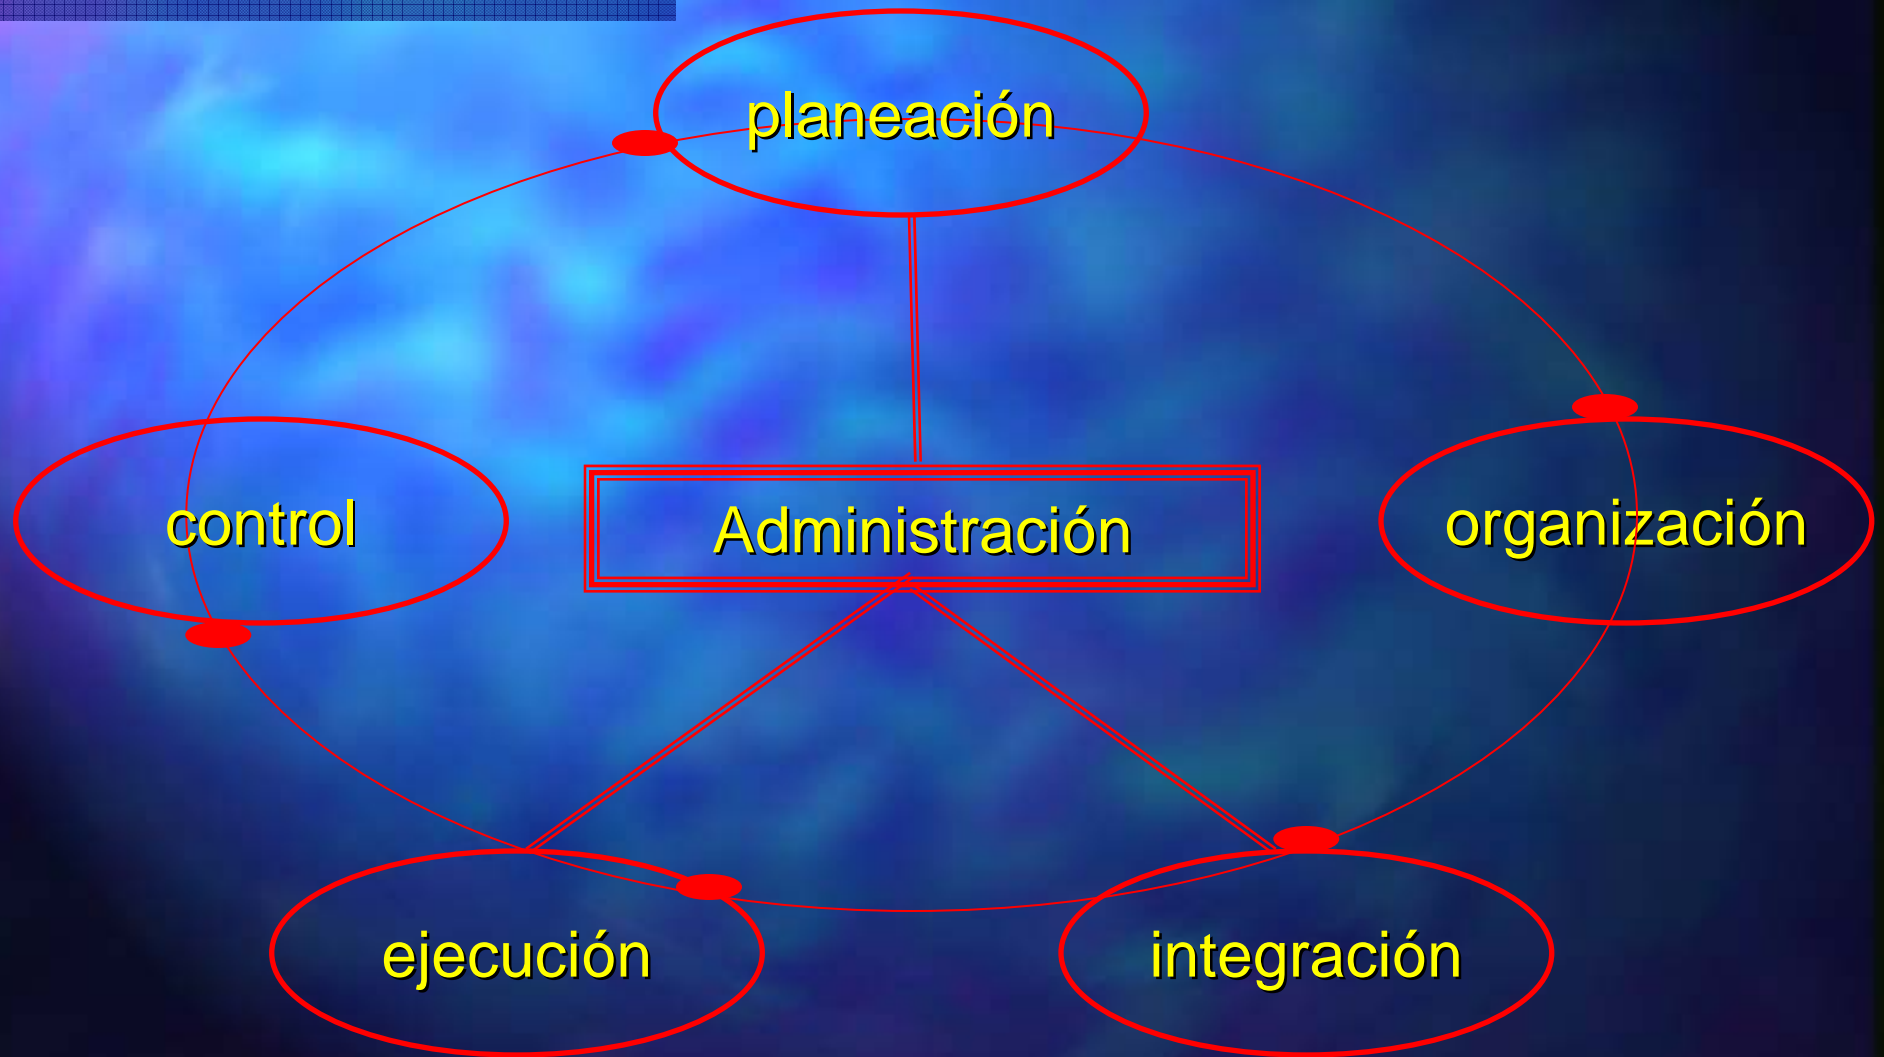 planeación
control
Administración
organización
ejecución
integración